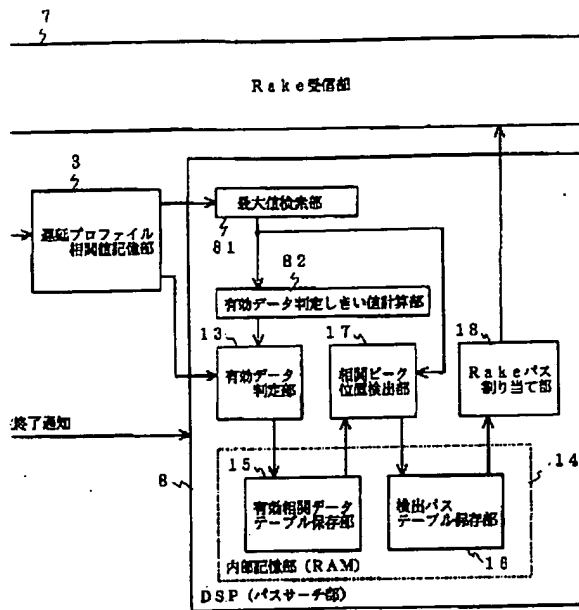 7
Rake受信部
3
遅延プロファイル
相関値記憶部
最大値検索部
81
82
有効データ判定しきい値計算部
13
有効データ
判定部
17
相関ピーク
位置検出部
18
Rakeパス
割り当て部
終了通知
8
15
有効相関データ
テーブル保存部
検出パス
テーブル保存部
16
14
内部記憶部(RAM)
DSP(パスサーチ部)